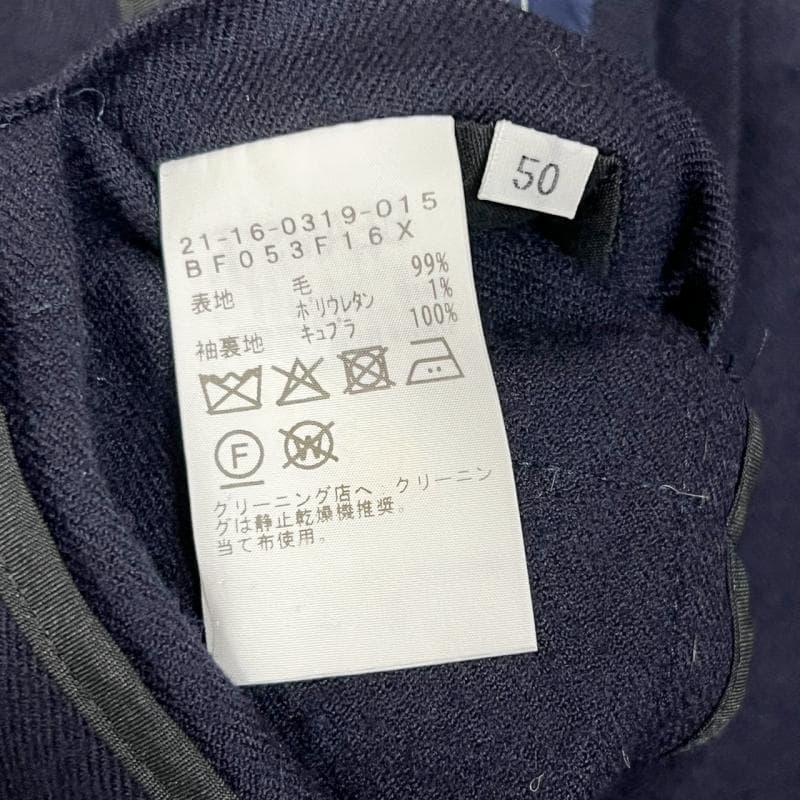 21-16-0319-015
BF053F16X
表地 毛 99%
ポリウレタン 1%
袖裏地 キュプラ 100%
F W
クリーニング店へ クリーニン
グは静止乾燥機推奨。
当て布使用。
50